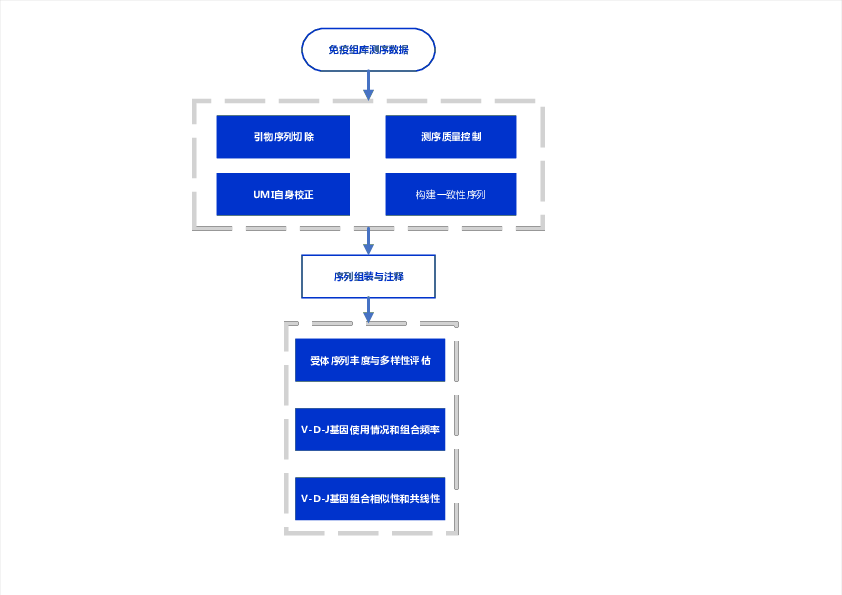 免疫组库测序数据
引物序列切除
测序质量控制
UMI自身校正
构建一致性序列
序列组装与注释
受体序列丰度与多样性评估
V-D-J基因使用情况和组合频率
V-D-J基因组合相似性和共线性